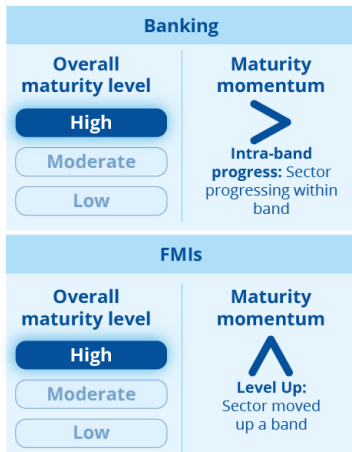 Banking
Overall
maturity level
High
Moderate
Low
Maturity
momentum
Intra-band
progress: Sector
progressing within
band
FMIs
Overall
maturity level
High
Moderate
Low
Maturity
momentum
Level Up:
Sector moved
up a band